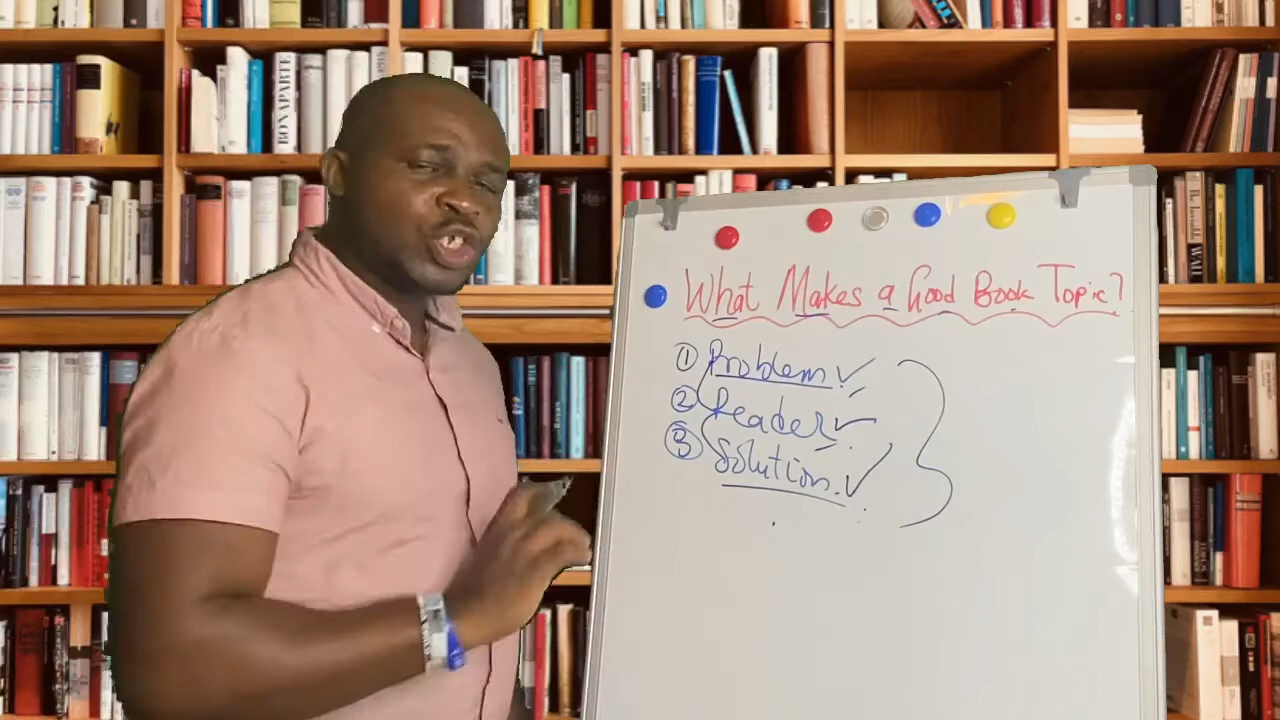 BONAPARTE
What Makes a Good Book Topic?
① Problem ✓
② Reader ✓
③ Solution. ✓